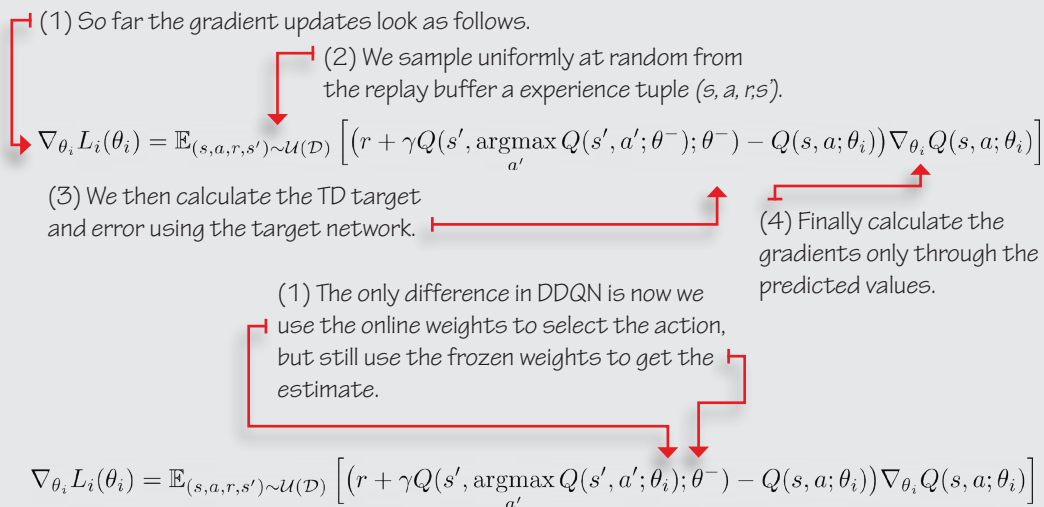 (1) So far the gradient updates look as follows.
(2) We sample uniformly at random from
the replay buffer a experience tuple (s, a, r,s').
∇_{θ_i} L_i(θ_i) = 𝔼_{(s,a,r,s')∼𝒰(𝒟)} [(r + γQ(s', argmax_{a'} Q(s', a'; θ⁻); θ⁻) − Q(s, a; θ_i))∇_{θ_i} Q(s, a; θ_i)]
(3) We then calculate the TD target
and error using the target network.
(4) Finally calculate the
gradients only through the
predicted values.
(1) The only difference in DDQN is now we
use the online weights to select the action,
but still use the frozen weights to get the
estimate.
∇_{θ_i} L_i(θ_i) = 𝔼_{(s,a,r,s')∼𝒰(𝒟)} [(r + γQ(s', argmax_{a'} Q(s', a'; θ_i); θ⁻) − Q(s, a; θ_i))∇_{θ_i} Q(s, a; θ_i)]